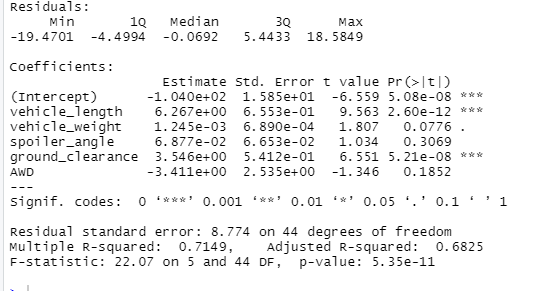 Residuals:
     Min       1Q   Median       3Q      Max
-19.4701  -4.4994  -0.0692   5.4433  18.5849
Coefficients:
                   Estimate Std. Error t value Pr(>|t|)
(Intercept)      -1.040e+02  1.585e+01  -6.559 5.08e-08 ***
vehicle_length    6.267e+00  6.553e-01   9.563 2.60e-12 ***
vehicle_weight    1.245e-03  6.890e-04   1.807   0.0776 .
spoiler_angle     6.877e-02  6.653e-02   1.034   0.3069
ground_clearance  3.546e+00  5.412e-01   6.551 5.21e-08 ***
AWD              -3.411e+00  2.535e+00  -1.346   0.1852
---
Signif. codes:  0 ‘***’ 0.001 ‘**’ 0.01 ‘*’ 0.05 ‘.’ 0.1 ‘ ’ 1
Residual standard error: 8.774 on 44 degrees of freedom
Multiple R-squared:  0.7149,    Adjusted R-squared:  0.6825
F-statistic: 22.07 on 5 and 44 DF,  p-value: 5.35e-11